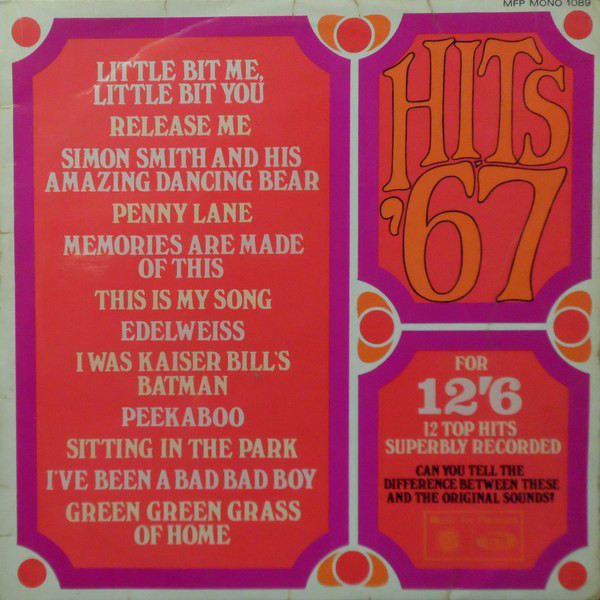 MFP MONO 1089
LITTLE BIT ME,
LITTLE BIT YOU
RELEASE ME
SIMON SMITH AND HIS
AMAZING DANCING BEAR
PENNY LANE
MEMORIES ARE MADE
OF THIS
THIS IS MY SONG
EDELWEISS
I WAS KAISER BILL'S
BATMAN
PEEKABOO
SITTING IN THE PARK
I'VE BEEN A BAD BAD BOY
GREEN GREEN GRASS
OF HOME
HITS
'67
FOR
12'6
12 TOP HITS
SUPERBLY RECORDED
CAN YOU TELL THE
DIFFERENCE BETWEEN THESE
AND THE ORIGINAL SOUNDS?